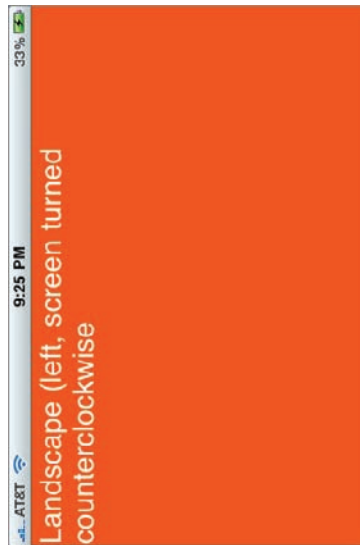 AT&T 9:25 PM 33%
Landscape (left, screen turned
counterclockwise